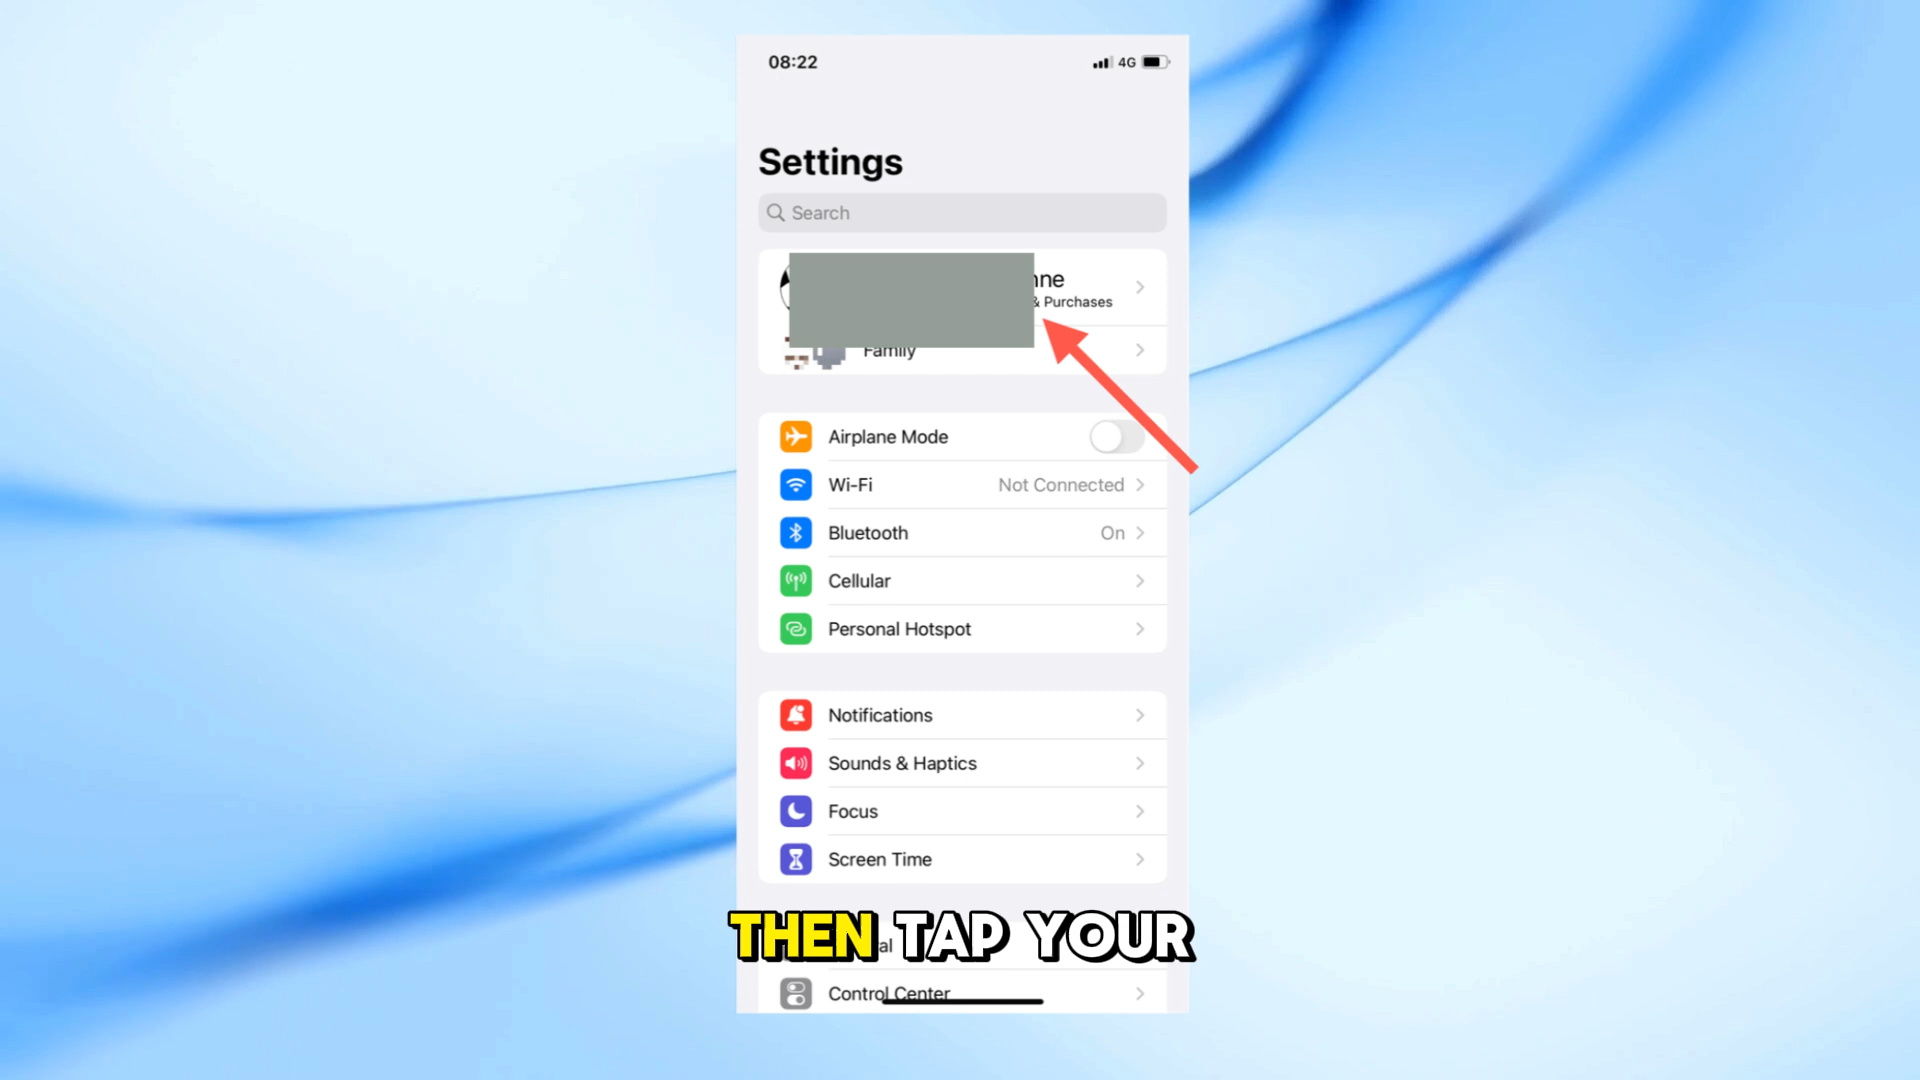 08:22 4G
Settings
Search
& Purchases
Family
Airplane Mode
Wi-Fi Not Connected
Bluetooth On
Cellular
Personal Hotspot
Notifications
Sounds & Haptics
Focus
Screen Time
THEN TAP YOUR
Control Center